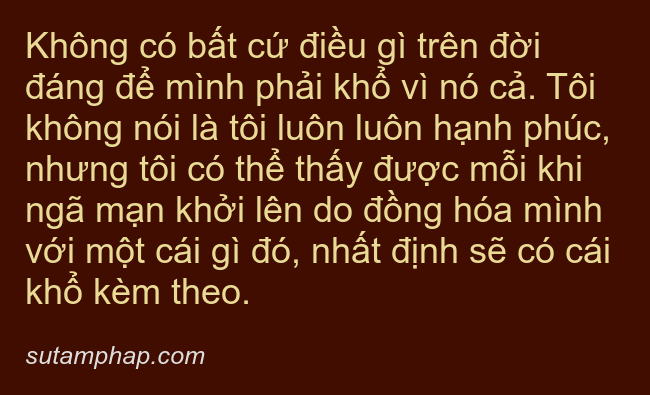 Không có bất cứ điều gì trên đời
đáng để mình phải khổ vì nó cả. Tôi
không nói là tôi luôn luôn hạnh phúc,
nhưng tôi có thể thấy được mỗi khi
ngã mạn khởi lên do đồng hóa mình
với một cái gì đó, nhất định sẽ có cái
khổ kèm theo.
sutamphap.com